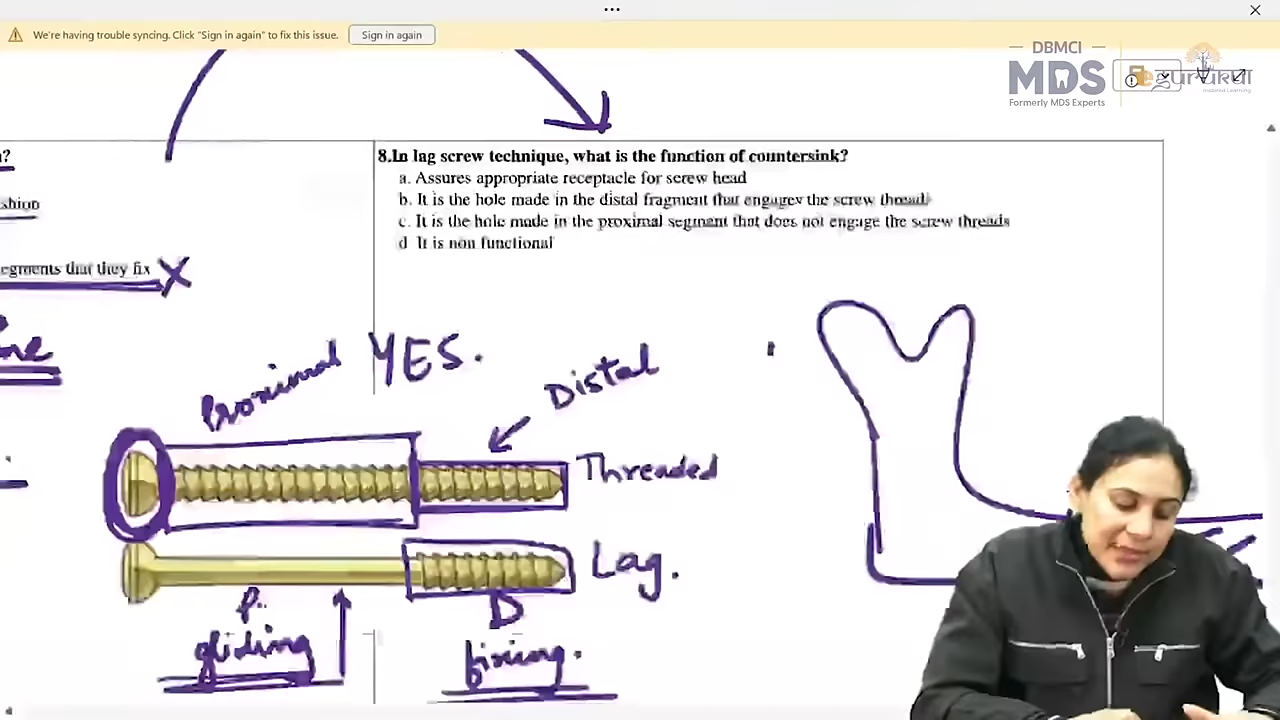 We're having trouble syncing. Click "Sign in again" to fix this issue. Sign in again
DBMCI
MDS
Formerly MDS Experts
eगुरुकुल
Inspired Learning
?
8.In lag screw technique, what is the function of countersink?
a. Assures appropriate receptacle for screw head
b. It is the hole made in the distal fragment that engages the screw thread
c. It is the hole made in the proximal segment that does not engage the screw threads
d It is non functional
egments that they fix X
YES.
Proximal
Distal
Threaded
Lag.
P.
D
gliding
fixing.